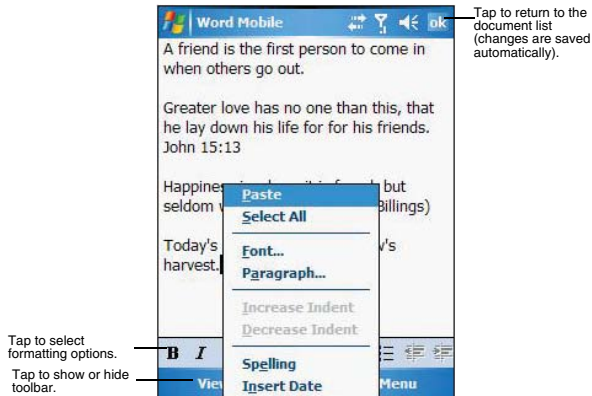 Word Mobile
ok
Tap to return to the
document list
(changes are saved
automatically).
A friend is the first person to come in
when others go out.
Greater love has no one than this, that
he lay down his life for for his friends.
John 15:13
but
seldom
Billings)
Today's
harvest.
Paste
Select All
Font...
Paragraph...
Increase Indent
Decrease Indent
Spelling
Insert Date
Tap to select
formatting options.
B I
Tap to show or hide
toolbar.
View
Menu